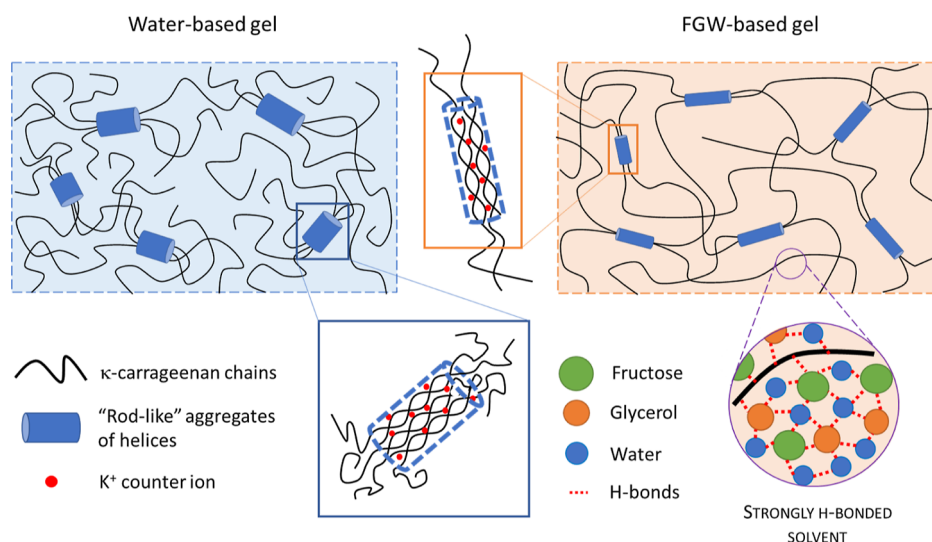 Water-based gel
FGW-based gel
κ-carrageenan chains
“Rod-like” aggregates
of helices
K⁺ counter ion
Fructose
Glycerol
Water
H-bonds
STRONGLY H-BONDED
SOLVENT